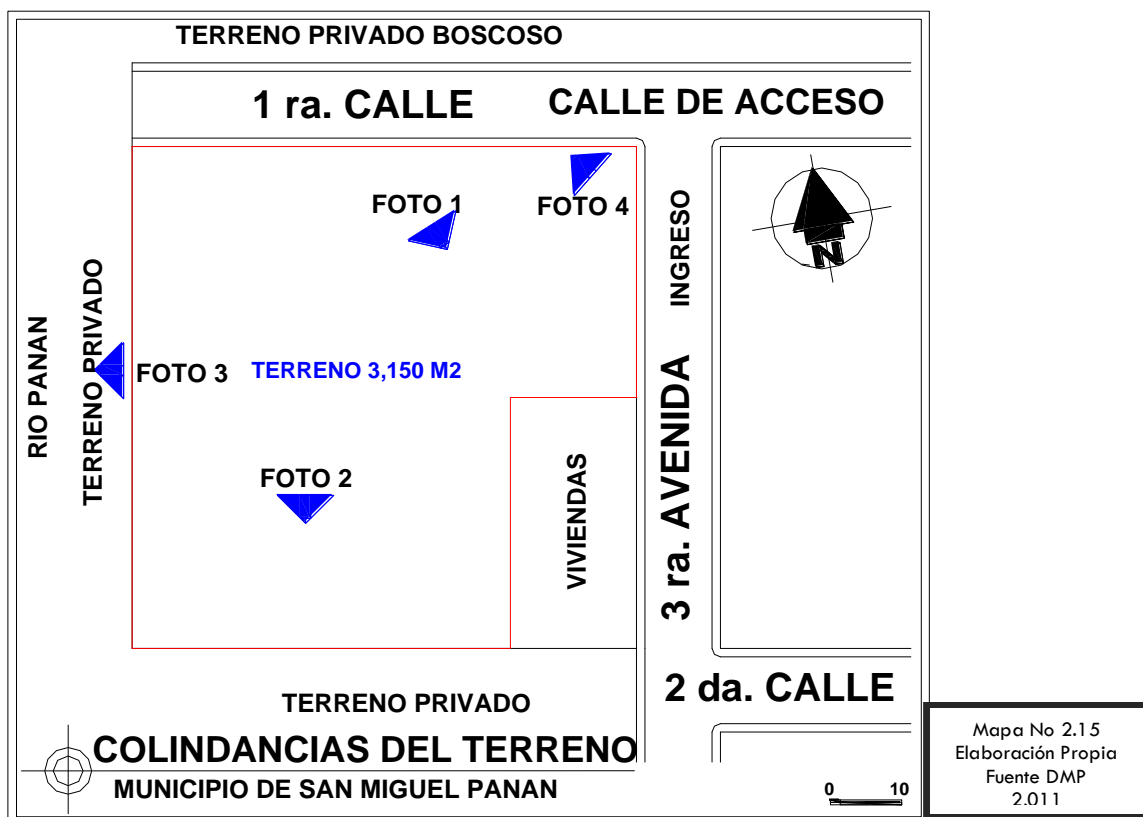 TERRENO PRIVADO BOSCOSO
1 ra. CALLE
CALLE DE ACCESO
FOTO 1
FOTO 4
INGRESO
N
RIO PANAN
TERRENO PRIVADO
FOTO 3
TERRENO 3,150 M2
3 ra. AVENIDA
FOTO 2
VIVIENDAS
2 da. CALLE
TERRENO PRIVADO
COLINDANCIAS DEL TERRENO
MUNICIPIO DE SAN MIGUEL PANAN
0 10
Mapa No 2.15
Elaboración Propia
Fuente DMP
2.011